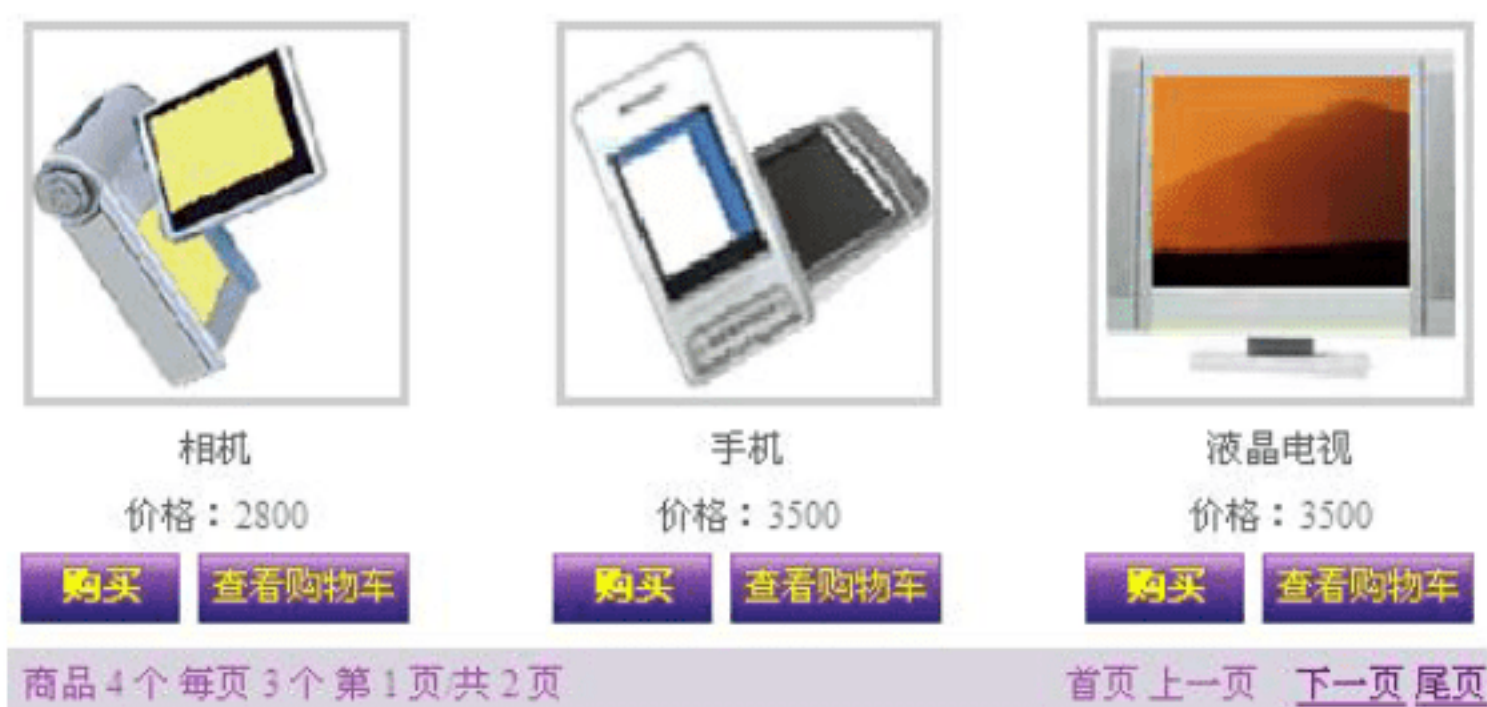 相机 手机 液晶电视
价格：2800 价格：3500 价格：3500
购买 查看购物车 购买 查看购物车 购买 查看购物车
商品 4 个 每页 3 个 第 1 页/共 2 页 首页 上一页 下一页 尾页